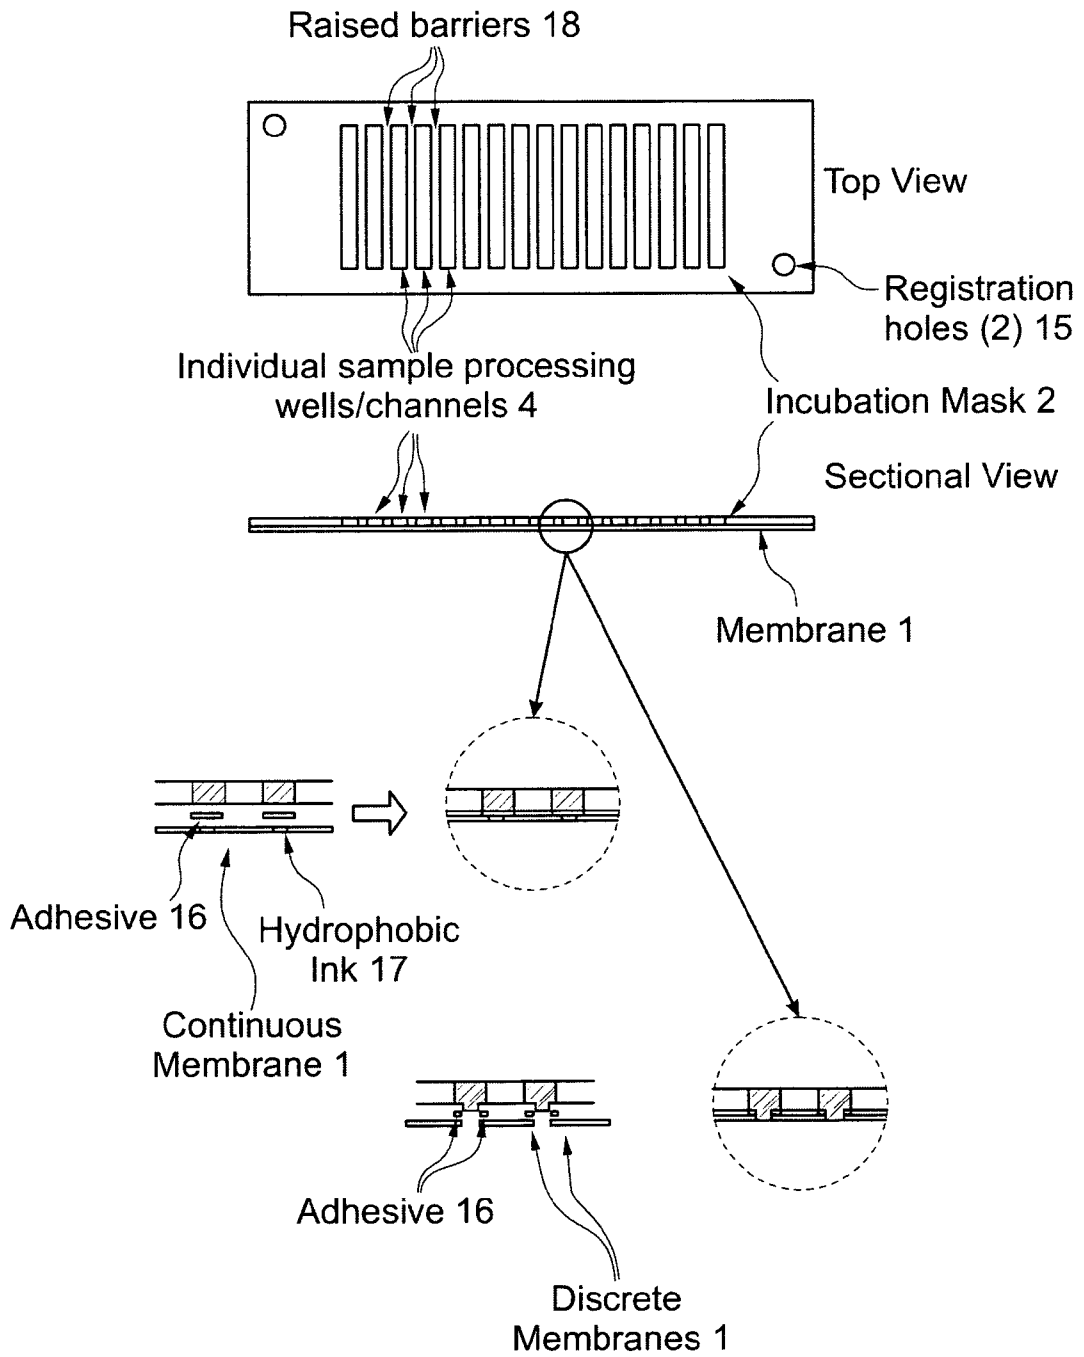 Raised barriers 18
Top View
Registration
holes (2) 15
Individual sample processing
wells/channels 4
Incubation Mask 2
Sectional View
Membrane 1
Adhesive 16
Hydrophobic
Ink 17
Continuous
Membrane 1
Adhesive 16
Discrete
Membranes 1